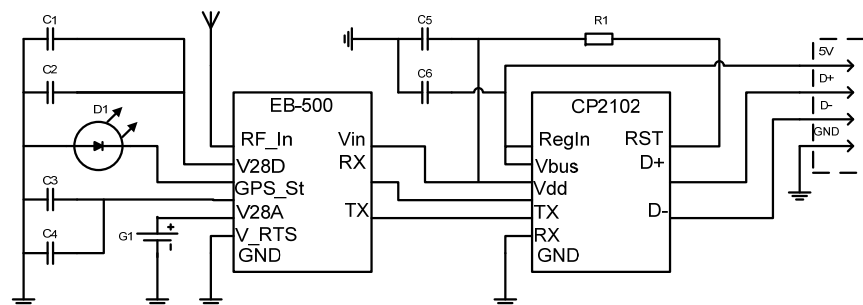 C1
C2
D1
C3
C4
G1
+
EB-500
RF_In
V28D
GPS_St
V28A
V_RTS
GND
Vin
RX
TX
C5
C6
R1
CP2102
RegIn
Vbus
Vdd
TX
RX
GND
RST
D+
D-
5V
D+
D-
GND